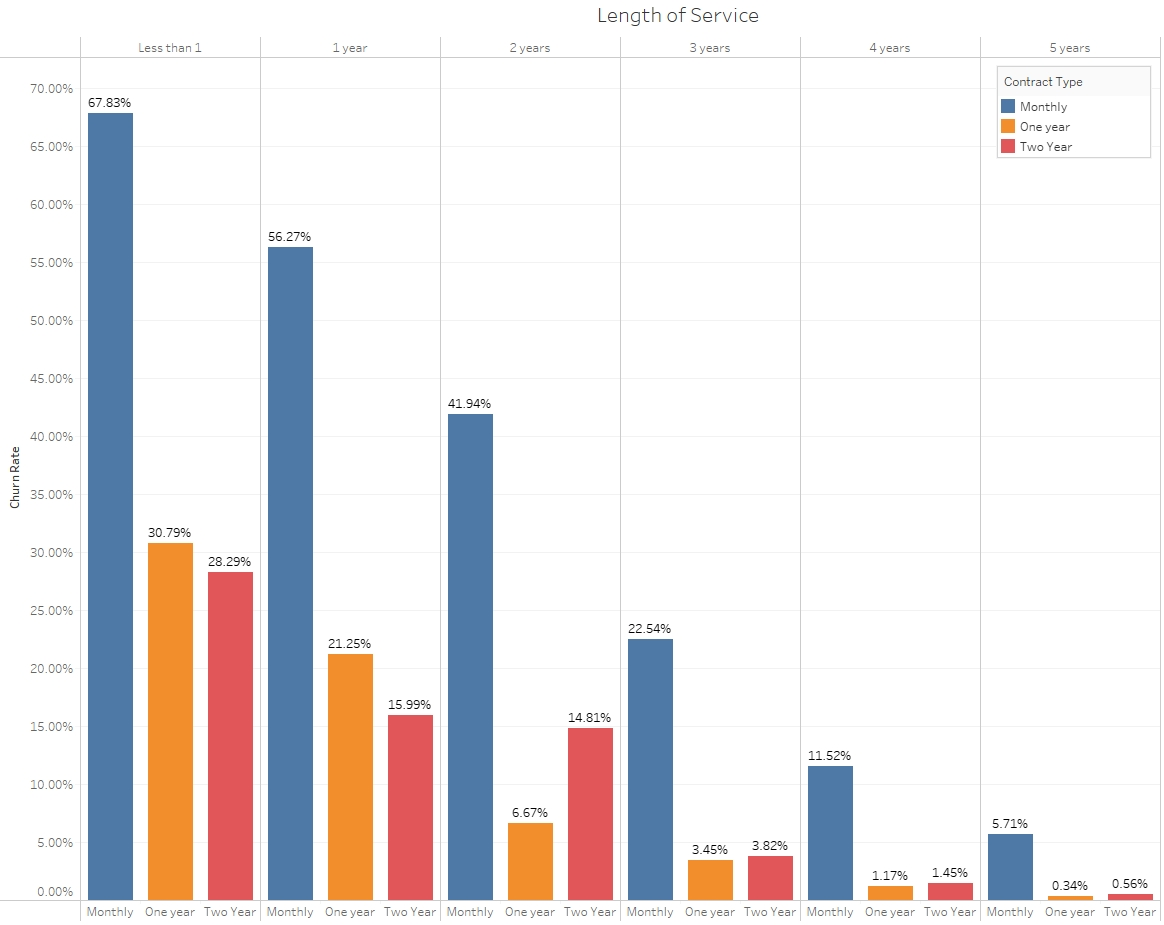 Length of Service
Less than 1
1 year
2 years
3 years
4 years
5 years
Contract Type
Monthly
One year
Two Year
Churn Rate
70.00%
65.00%
60.00%
55.00%
50.00%
45.00%
40.00%
35.00%
30.00%
25.00%
20.00%
15.00%
10.00%
5.00%
0.00%
67.83%
30.79%
28.29%
56.27%
21.25%
15.99%
41.94%
6.67%
14.81%
22.54%
3.45%
3.82%
11.52%
1.17%
1.45%
5.71%
0.34%
0.56%
Monthly One year Two Year Monthly One year Two Year Monthly One year Two Year Monthly One year Two Year Monthly One year Two Year Monthly One year Two Year